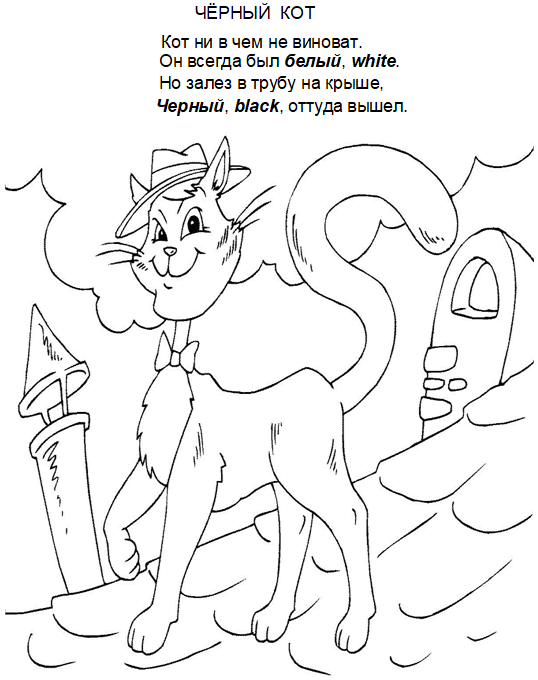 ЧЁРНЫЙ КОТ
Кот ни в чем не виноват.
Он всегда был белый, white.
Но залез в трубу на крыше,
Черный, black, оттуда вышел.